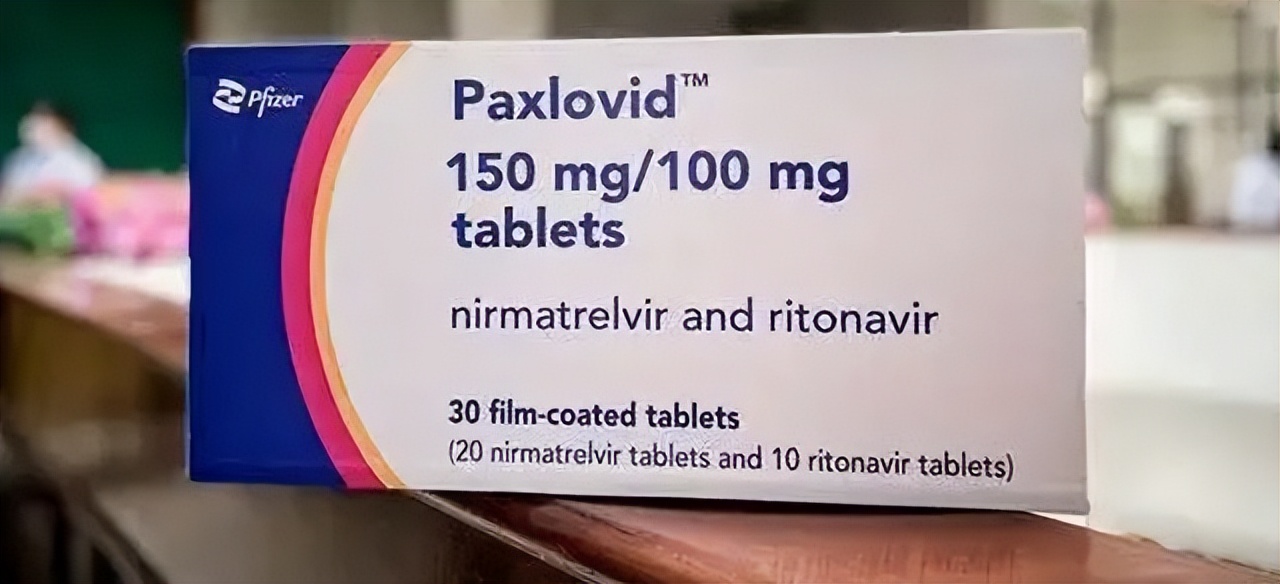 Pfizer
Paxlovid™
150 mg/100 mg
tablets
nirmatrelvir and ritonavir
30 film-coated tablets
(20 nirmatrelvir tablets and 10 ritonavir tablets)